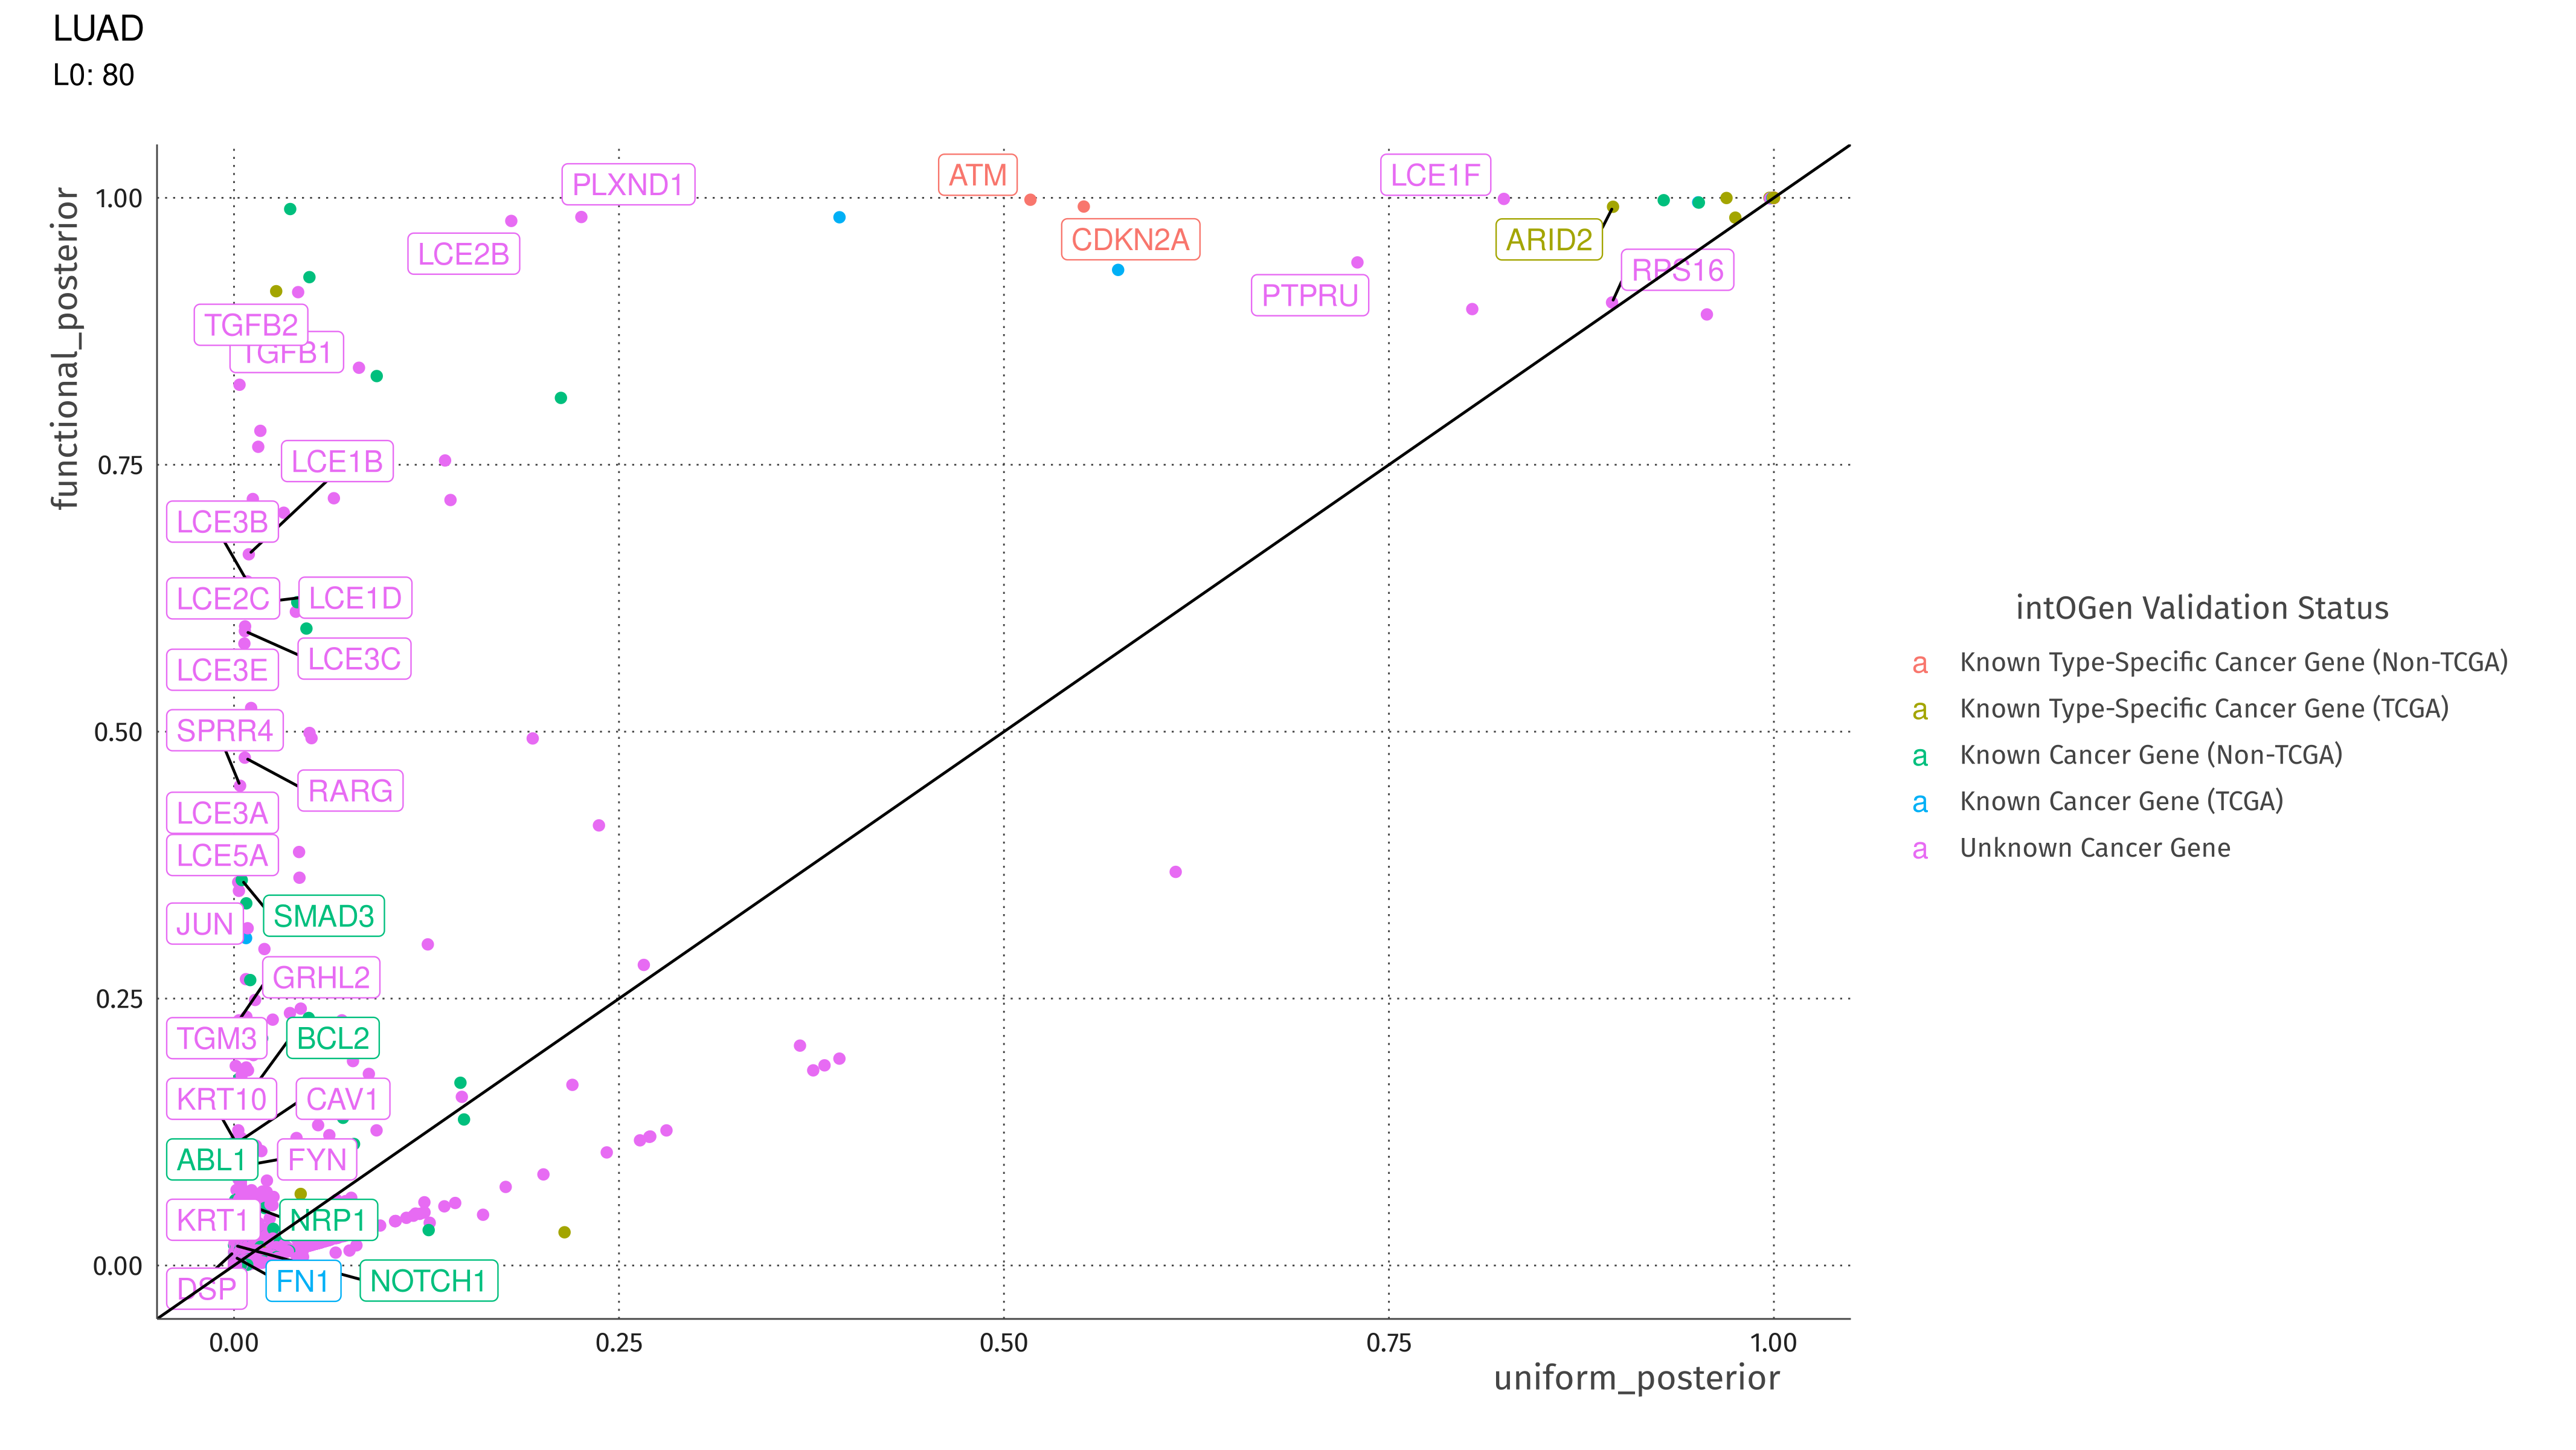 LUAD
L0: 80
functional_posterior
1.00
0.75
0.50
0.25
0.00
PLXND1
ATM
LCE1F
LCE2B
CDKN2A
ARID2
RPS16
PTPRU
TGFB2
TGFB1
LCE1B
LCE3B
LCE2C
LCE1D
LCE3C
LCE3E
SPRR4
RARG
LCE3A
LCE5A
SMAD3
JUN
GRHL2
TGM3
BCL2
KRT10
CAV1
ABL1
FYN
KRT1
NRP1
DSP
FN1
NOTCH1
0.00
0.25
0.50
0.75
1.00
uniform_posterior
intOGen Validation Status
a Known Type-Specific Cancer Gene (Non-TCGA)
a Known Type-Specific Cancer Gene (TCGA)
a Known Cancer Gene (Non-TCGA)
a Known Cancer Gene (TCGA)
a Unknown Cancer Gene